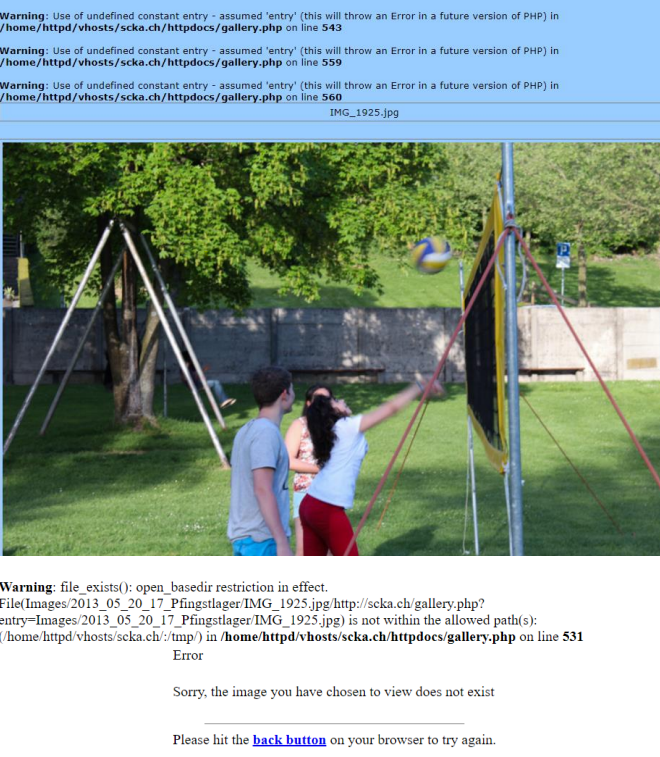 Warning: Use of undefined constant entry - assumed 'entry' (this will throw an Error in a future version of PHP) in
/home/httpd/vhosts/scka.ch/httpdocs/gallery.php on line 543
Warning: Use of undefined constant entry - assumed 'entry' (this will throw an Error in a future version of PHP) in
/home/httpd/vhosts/scka.ch/httpdocs/gallery.php on line 559
Warning: Use of undefined constant entry - assumed 'entry' (this will throw an Error in a future version of PHP) in
/home/httpd/vhosts/scka.ch/httpdocs/gallery.php on line 560
IMG_1925.jpg
P
Warning: file_exists(): open_basedir restriction in effect.
File(Images/2013_05_20_17_Pfingstlager/IMG_1925.jpg/http://scka.ch/gallery.php?
entry=Images/2013_05_20_17_Pfingstlager/IMG_1925.jpg) is not within the allowed path(s):
(/home/httpd/vhosts/scka.ch/:/tmp/) in /home/httpd/vhosts/scka.ch/httpdocs/gallery.php on line 531
Error
Sorry, the image you have chosen to view does not exist
Please hit the back button on your browser to try again.